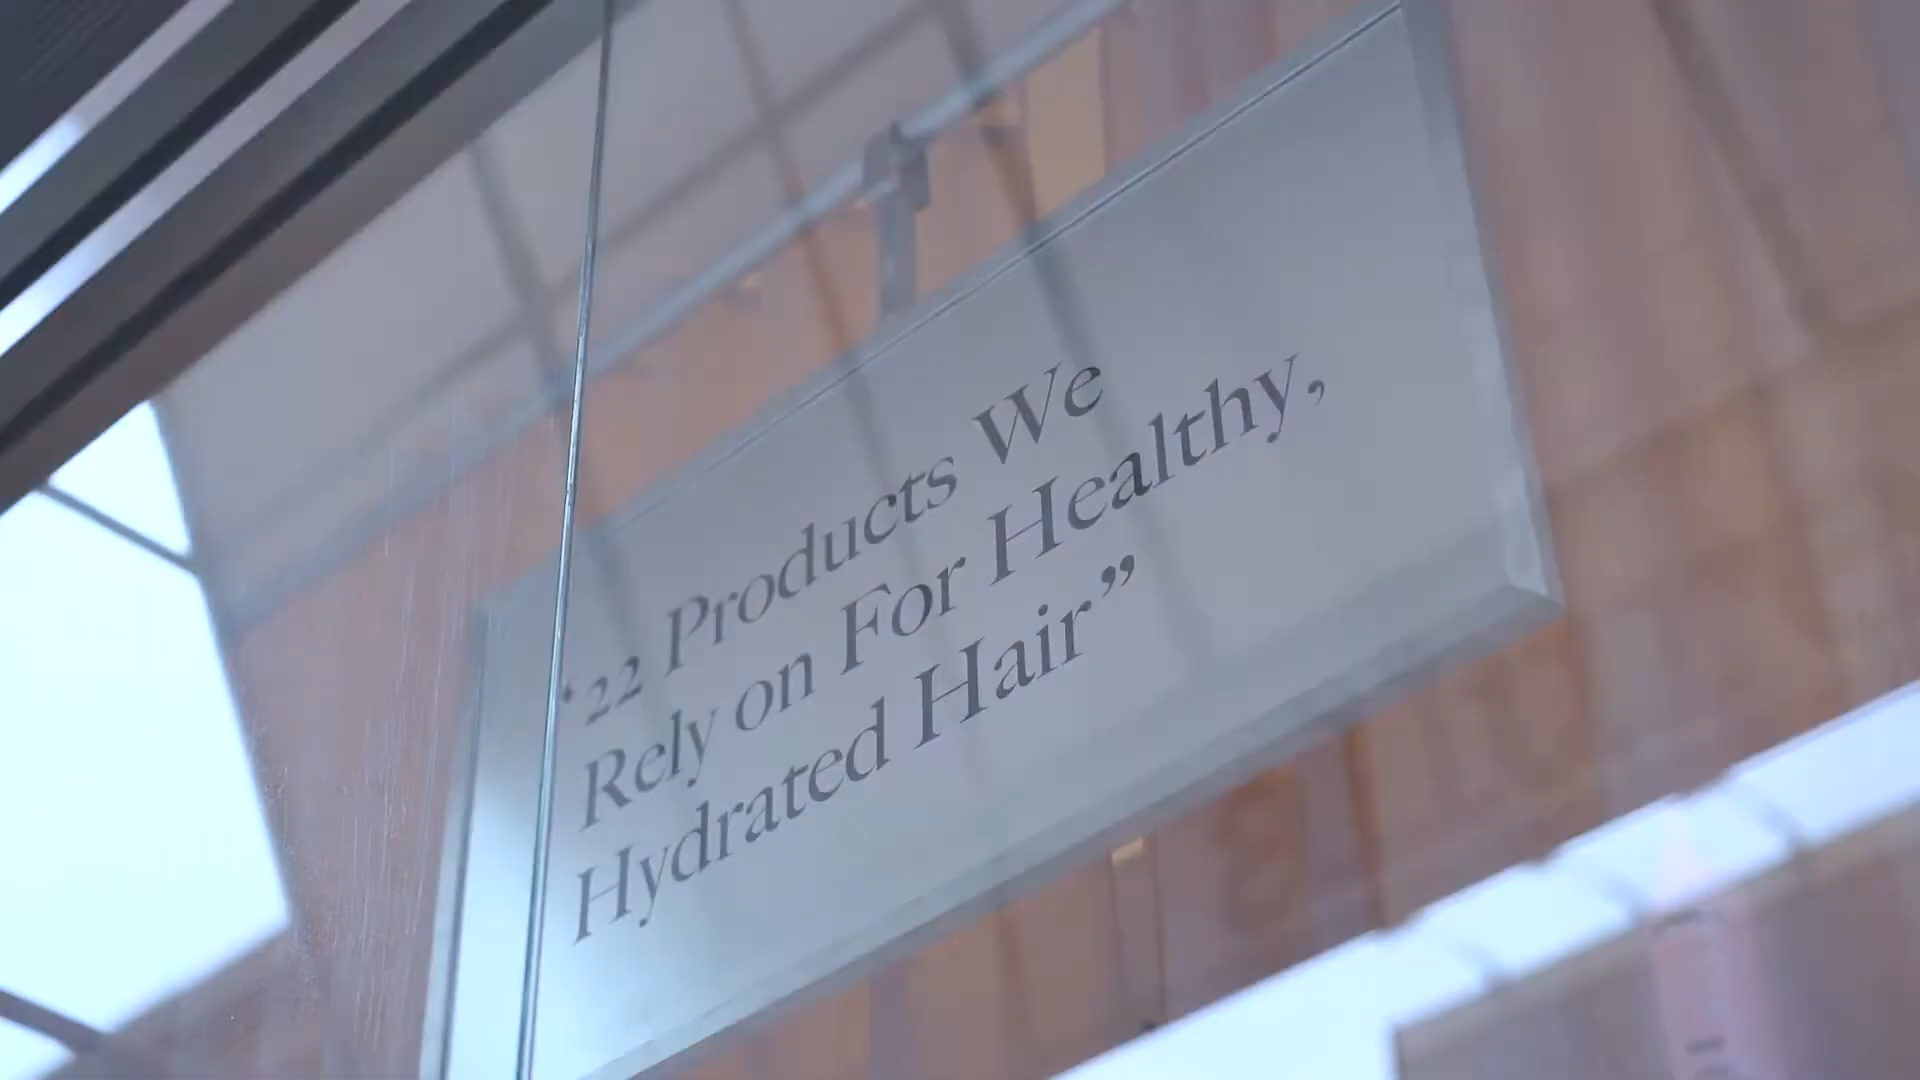 “22 Products We
Rely on For Healthy,
Hydrated Hair”